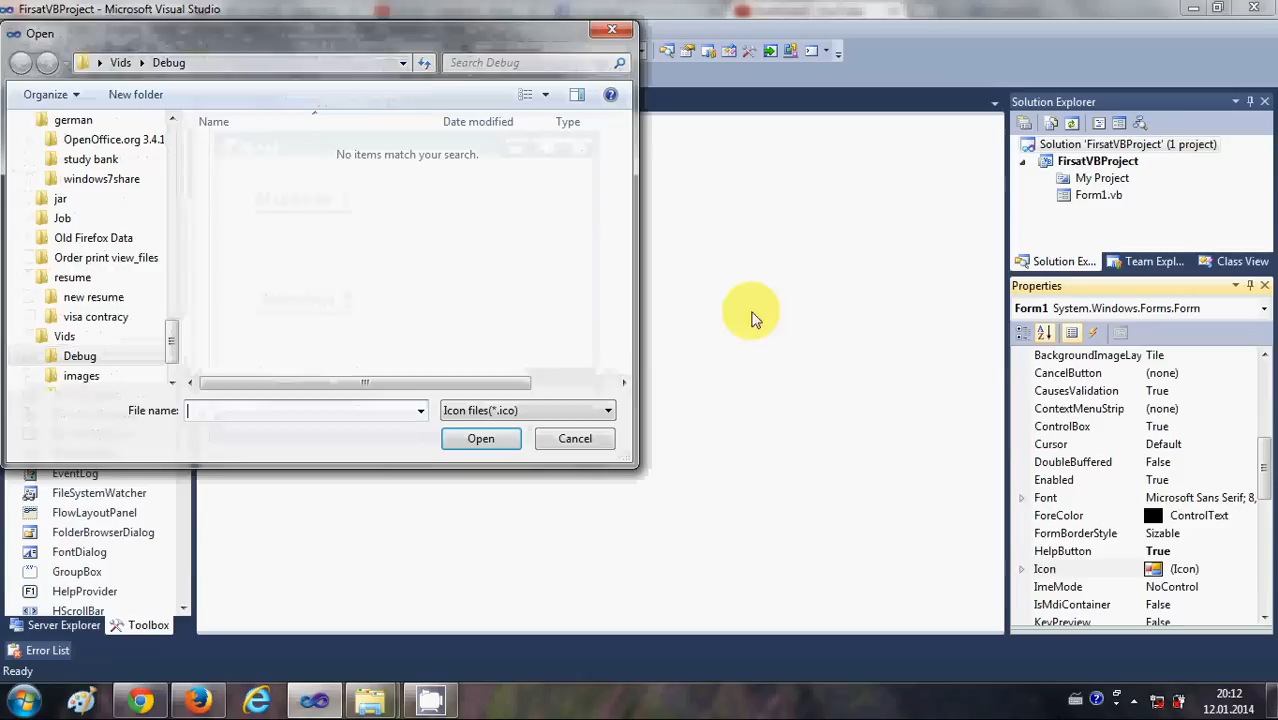 FirsatVBProject - Microsoft Visual Studio
Open
Vids
Debug
Search Debug
Organize
New folder
Name
Date modified
Type
No items match your search.
german
OpenOffice.org 3.4.1
study bank
windows7share
jar
Job
Old Firefox Data
Order print view_files
resume
new resume
visa contracy
Vids
Debug
images
File name:
Icon files(*.ico)
Open
Cancel
EventLog
FileSystemWatcher
FlowLayoutPanel
FolderBrowserDialog
FontDialog
GroupBox
HelpProvider
HScrollBar
Server Explorer
Toolbox
Error List
Ready
Solution Explorer
Solution 'FirsatVBProject' (1 project)
FirsatVBProject
My Project
Form1.vb
Solution Ex...
Team Expl...
Class View
Properties
Form1 System.Windows.Forms.Form
BackgroundImageLay Tile
CancelButton (none)
CausesValidation True
ContextMenuStrip (none)
ControlBox True
Cursor Default
DoubleBuffered False
Enabled True
Font Microsoft Sans Serif; 8,
ForeColor ControlText
FormBorderStyle Sizable
HelpButton True
Icon (Icon)
ImeMode NoControl
IsMdiContainer False
KeyPreview False
20:12
12.01.2014